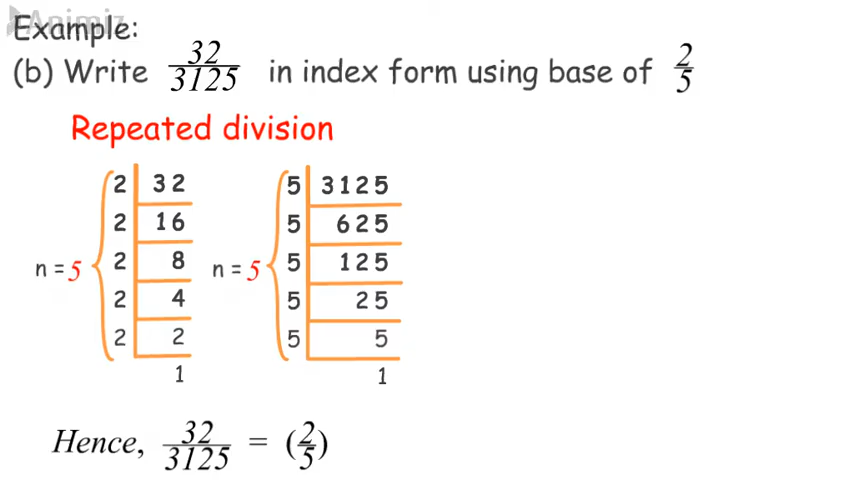 Animiz
Example:
(b) Write 32/3125 in index form using base of 2/5
Repeated division
2 32
2 16
n = 5 2 8
2 4
2 2
1
5 3125
5 625
n = 5 5 125
5 25
5 5
1
Hence, 32/3125 = (2/5)